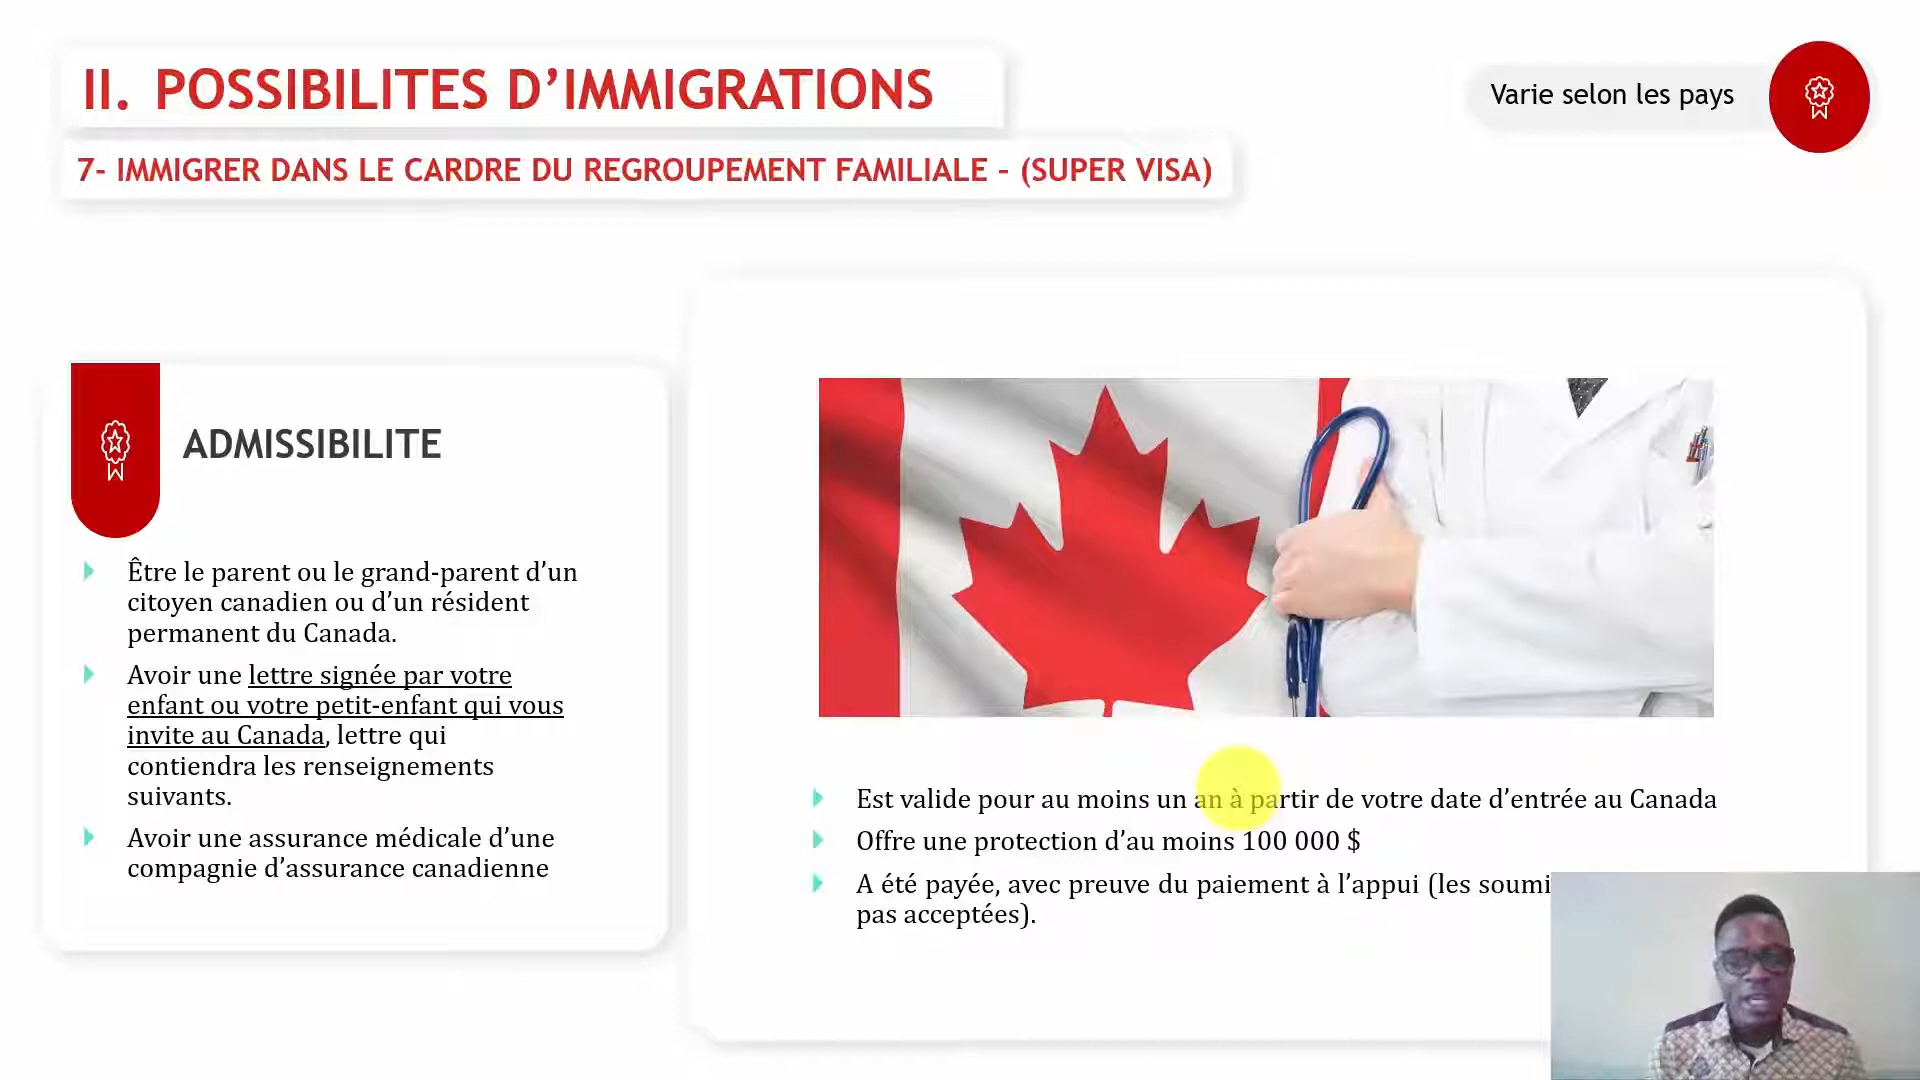 II. POSSIBILITES D’IMMIGRATIONS
Varie selon les pays
7- IMMIGRER DANS LE CARDRE DU REGROUPEMENT FAMILIALE – (SUPER VISA)
ADMISSIBILITE
Être le parent ou le grand-parent d’un
citoyen canadien ou d’un résident
permanent du Canada.
Avoir une lettre signée par votre
enfant ou votre petit-enfant qui vous
invite au Canada, lettre qui
contiendra les renseignements
suivants.
Avoir une assurance médicale d’une
compagnie d’assurance canadienne
Est valide pour au moins un an à partir de votre date d’entrée au Canada
Offre une protection d’au moins 100 000 $
A été payée, avec preuve du paiement à l’appui (les soumi
pas acceptées).